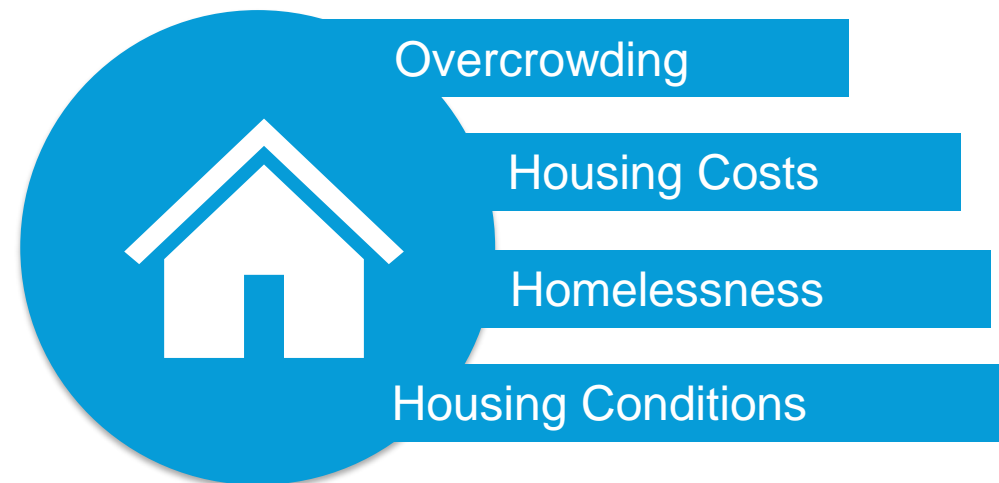 Overcrowding
Housing Costs
Homelessness
Housing Conditions